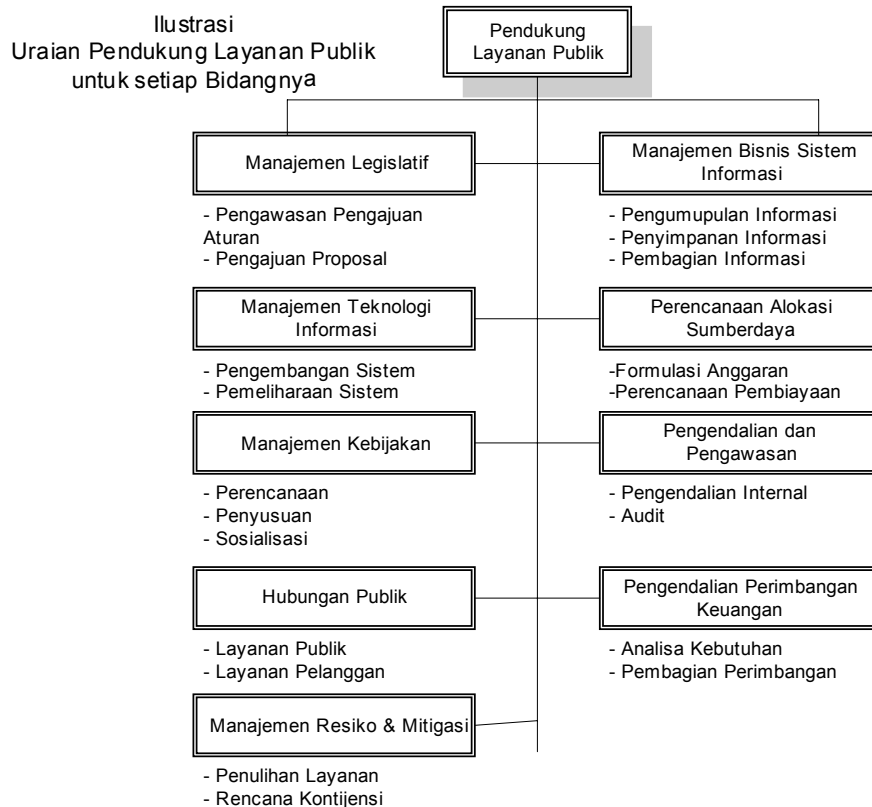 Ilustrasi
Uraian Pendukung Layanan Publik
untuk setiap Bidangnya
Pendukung
Layanan Publik
Manajemen Legislatif
- Pengawasan Pengajuan
Aturan
- Pengajuan Proposal
Manajemen Bisnis Sistem
Informasi
- Pengumupulan Informasi
- Penyimpanan Informasi
- Pembagian Informasi
Manajemen Teknologi
Informasi
- Pengembangan Sistem
- Pemeliharaan Sistem
Perencanaan Alokasi
Sumberdaya
-Formulasi Anggaran
-Perencanaan Pembiayaan
Manajemen Kebijakan
- Perencanaan
- Penyusuan
- Sosialisasi
Pengendalian dan
Pengawasan
- Pengendalian Internal
- Audit
Hubungan Publik
- Layanan Publik
- Layanan Pelanggan
Pengendalian Perimbangan
Keuangan
- Analisa Kebutuhan
- Pembagian Perimbangan
Manajemen Resiko & Mitigasi
- Penulihan Layanan
- Rencana Kontijensi